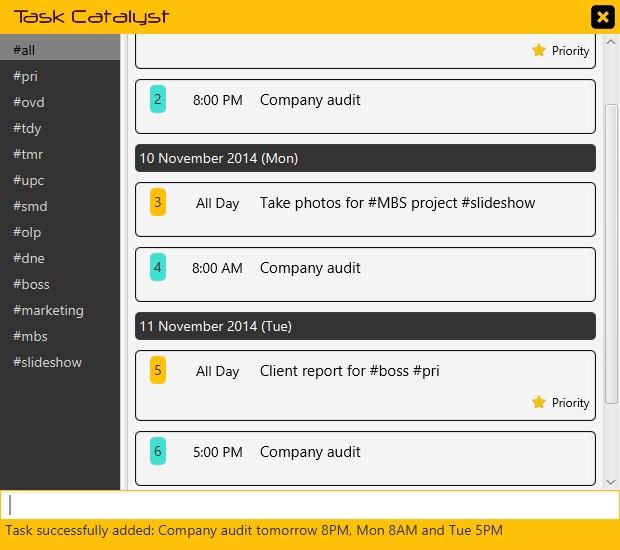 Task Catalyst
#all
#pri
#ovd
#tdy
#tmr
#upc
#smd
#olp
#dne
#boss
#marketing
#mbs
#slideshow
Priority
2 8:00 PM Company audit
10 November 2014 (Mon)
3 All Day Take photos for #MBS project #slideshow
4 8:00 AM Company audit
11 November 2014 (Tue)
5 All Day Client report for #boss #pri
Priority
6 5:00 PM Company audit
Task successfully added: Company audit tomorrow 8PM, Mon 8AM and Tue 5PM